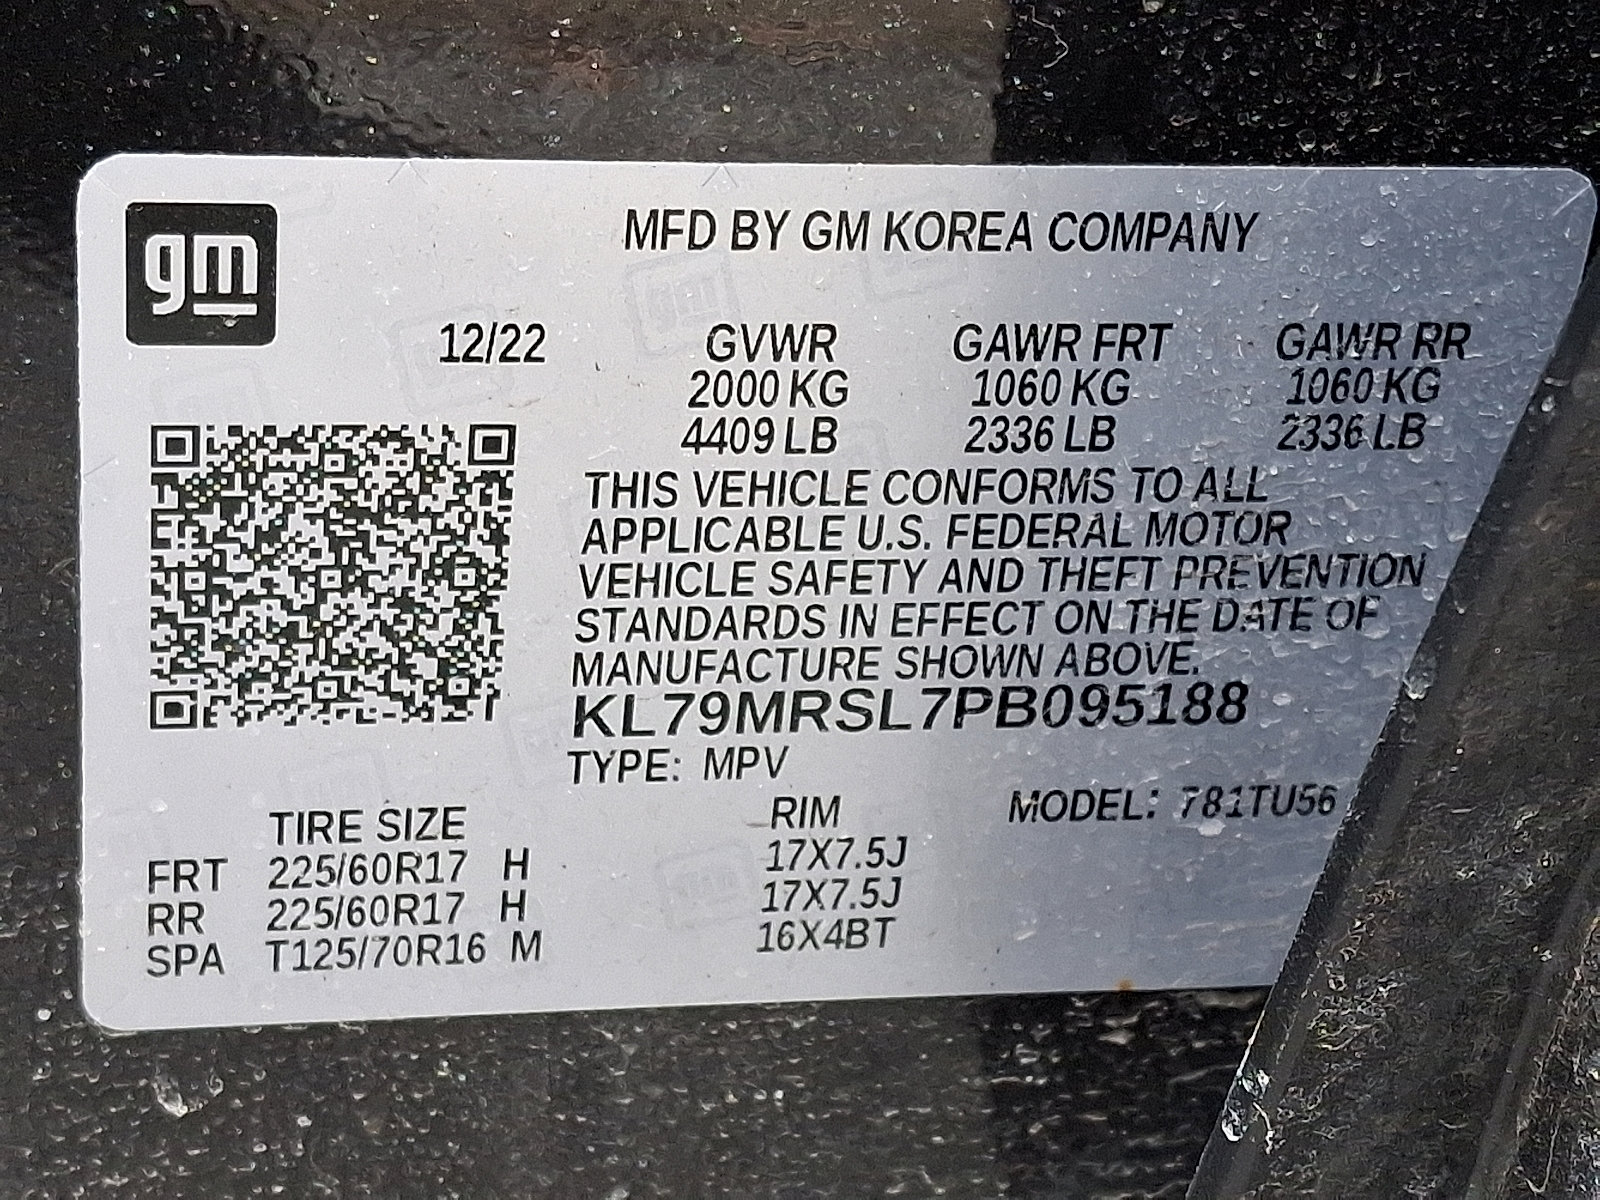 gm
MFD BY GM KOREA COMPANY
12/22 GVWR GAWR FRT GAWR RR
2000 KG 1060 KG 1060 KG
4409 LB 2336 LB 2336 LB
THIS VEHICLE CONFORMS TO ALL
APPLICABLE U.S. FEDERAL MOTOR
VEHICLE SAFETY AND THEFT PREVENTION
STANDARDS IN EFFECT ON THE DATE OF
MANUFACTURE SHOWN ABOVE.
KL79MRSL7PB095188
TYPE: MPV
MODEL: 781TU56
TIRE SIZE RIM
FRT 225/60R17 H 17X7.5J
RR 225/60R17 H 17X7.5J
SPA T125/70R16 M 16X4BT